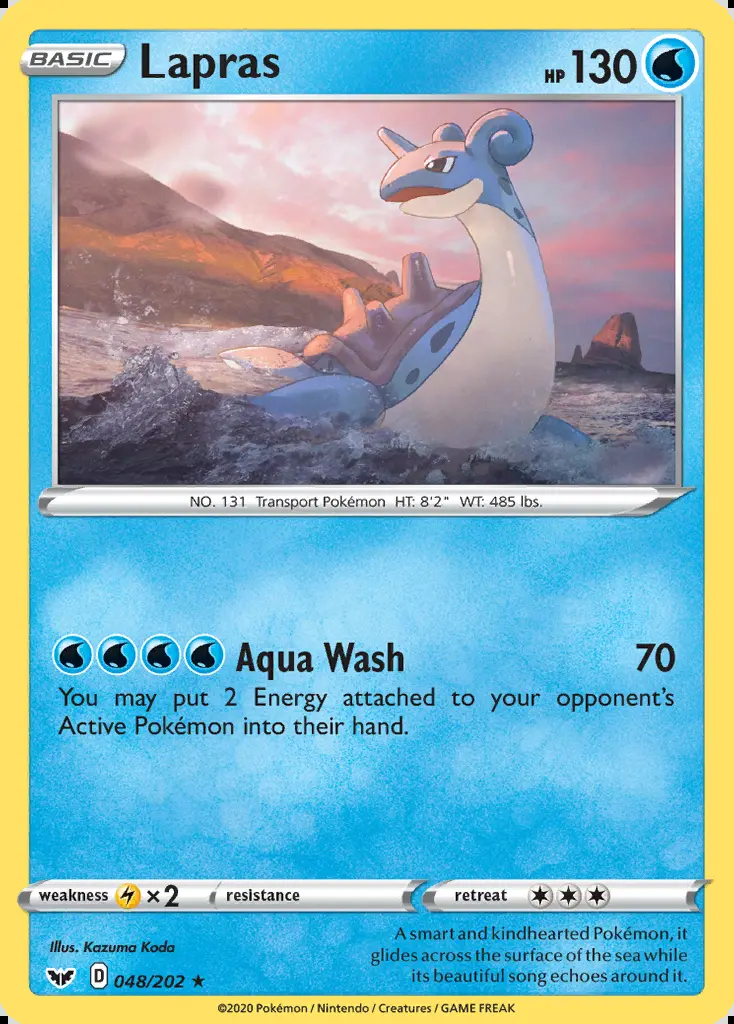 BASIC Lapras HP 130
NO. 131 Transport Pokémon HT: 8'2" WT: 485 lbs.
Aqua Wash 70
You may put 2 Energy attached to your opponent's
Active Pokémon into their hand.
weakness ×2 resistance retreat
Illus. Kazuma Koda
A smart and kindhearted Pokémon, it
glides across the surface of the sea while
its beautiful song echoes around it.
D 048/202 ★
©2020 Pokémon / Nintendo / Creatures / GAME FREAK